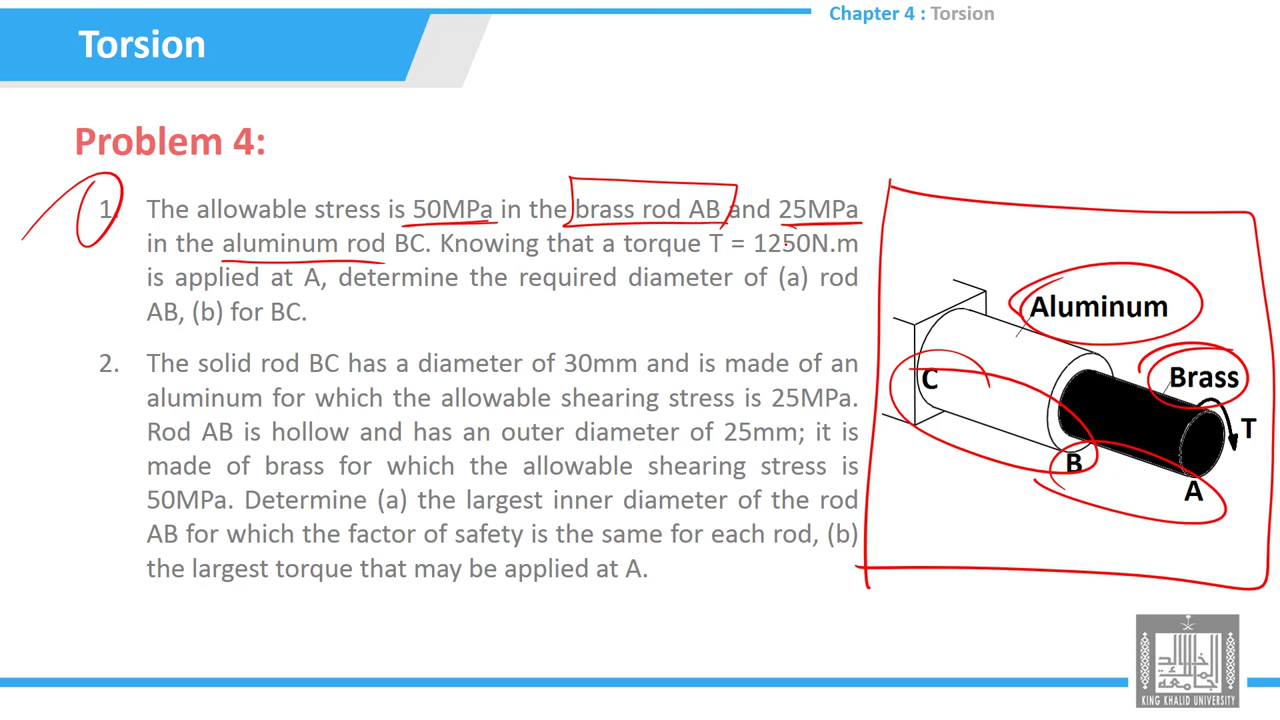 Chapter 4 : Torsion
Torsion
Problem 4:
1. The allowable stress is 50MPa in the brass rod AB and 25MPa
in the aluminum rod BC. Knowing that a torque T = 1250N.m
is applied at A, determine the required diameter of (a) rod
AB, (b) for BC.
2. The solid rod BC has a diameter of 30mm and is made of an
aluminum for which the allowable shearing stress is 25MPa.
Rod AB is hollow and has an outer diameter of 25mm; it is
made of brass for which the allowable shearing stress is
50MPa. Determine (a) the largest inner diameter of the rod
AB for which the factor of safety is the same for each rod, (b)
the largest torque that may be applied at A.
Aluminum
C
Brass
T
B
A
جامعة
KING KHALID UNIVERSITY